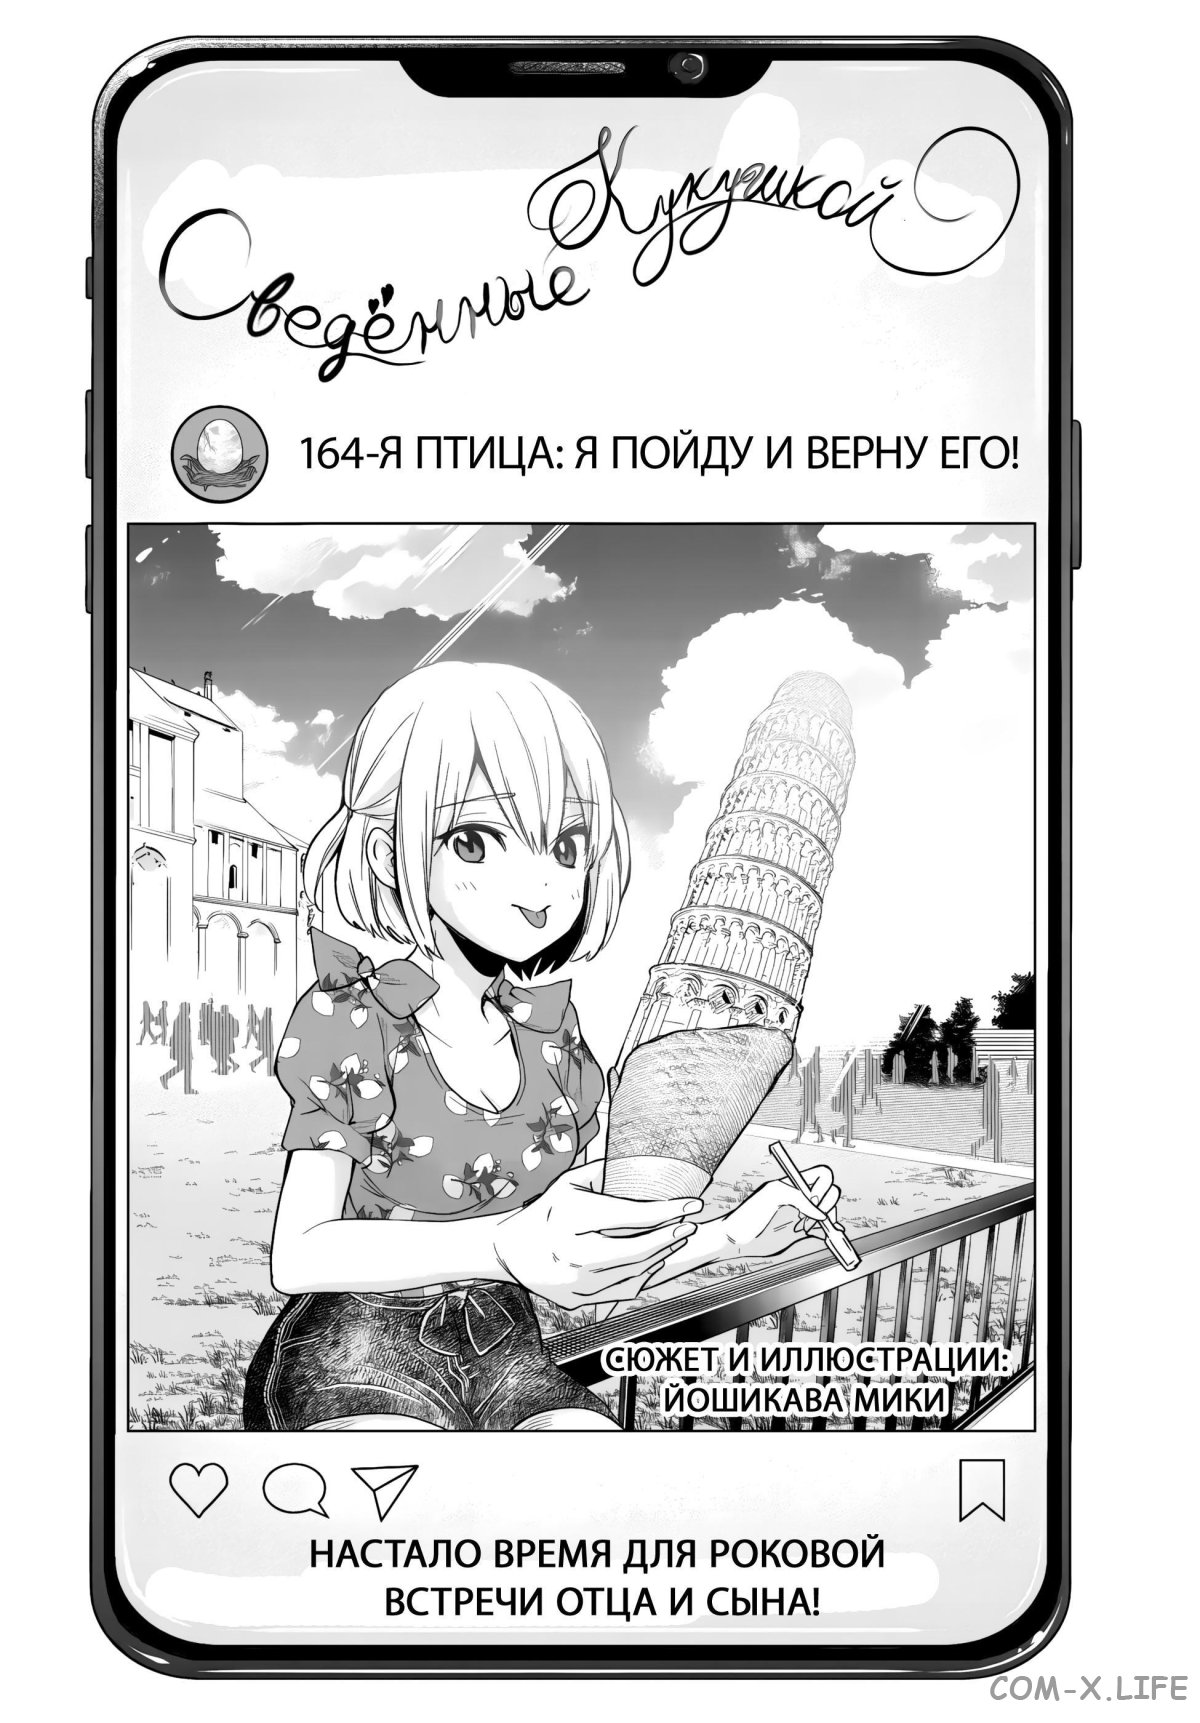 Сведённые
Кукушкой
164-Я ПТИЦА: Я ПОЙДУ И ВЕРНУ ЕГО!
СЮЖЕТ И ИЛЛЮСТРАЦИИ:
ЙОШИКАВА МИКИ
НАСТАЛО ВРЕМЯ ДЛЯ РОКОВОЙ
ВСТРЕЧИ ОТЦА И СЫНА!
COM-X.LIFE